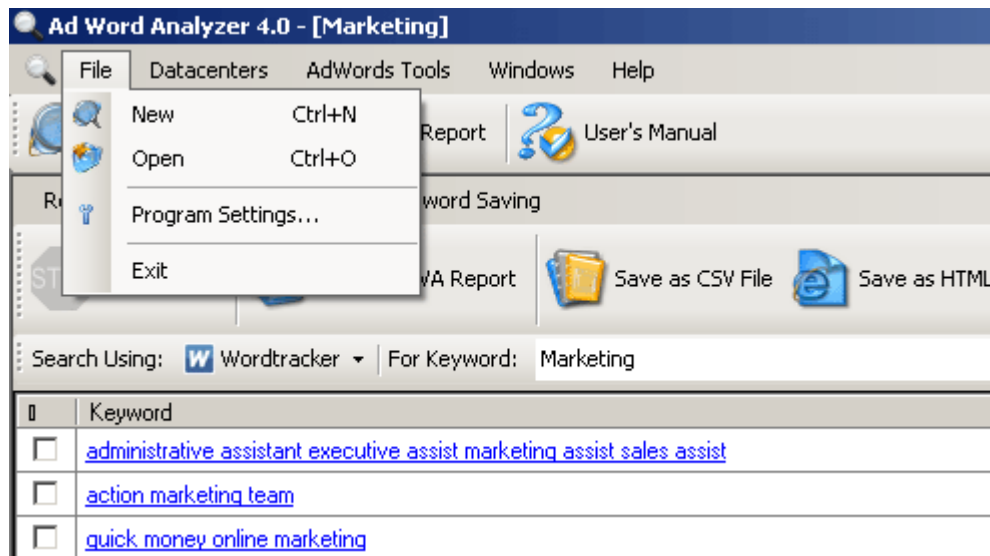 Ad Word Analyzer 4.0 - [Marketing]
File Datacenters AdWords Tools Windows Help
New Ctrl+N
Report User's Manual
Open Ctrl+O
word Saving
Program Settings...
Exit
Report Save as CSV File Save as HTML
Search Using: W Wordtracker For Keyword: Marketing
Keyword
administrative assistant executive assist marketing assist sales assist
action marketing team
quick money online marketing